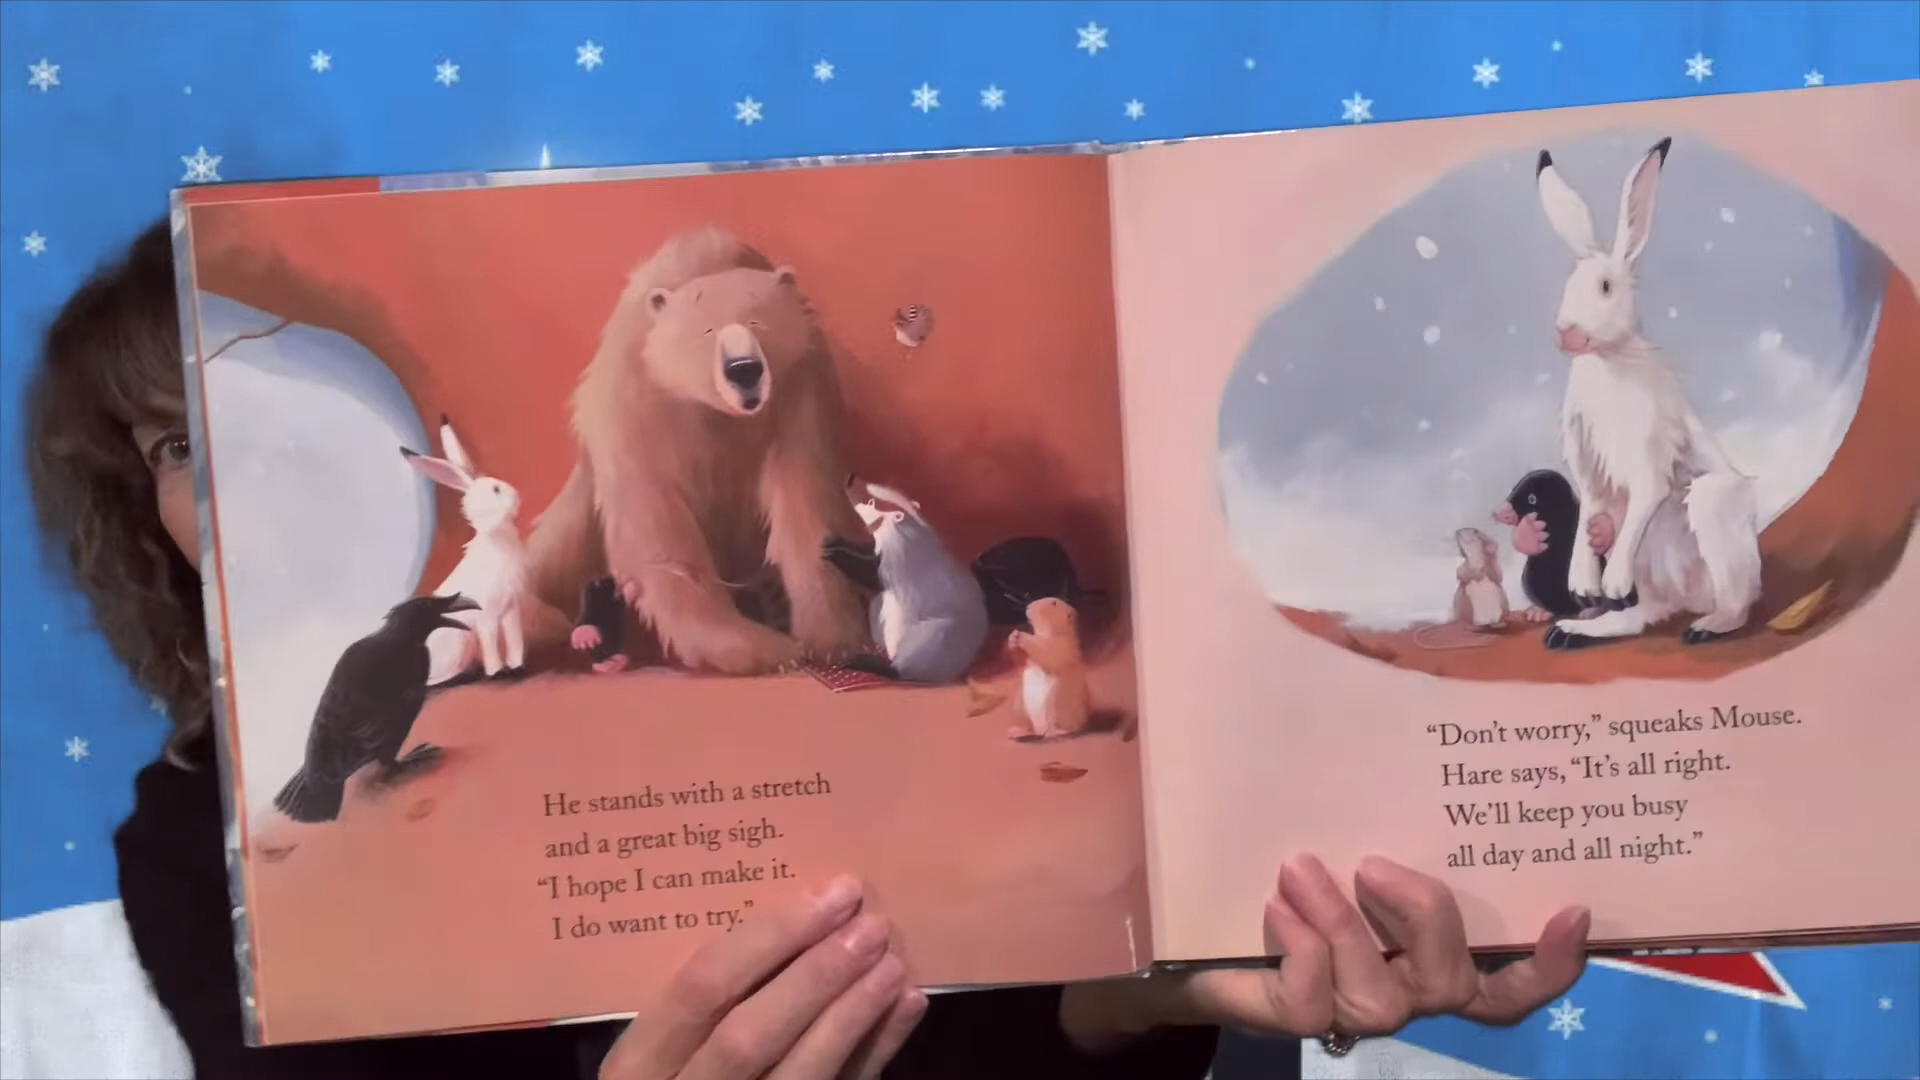 He stands with a stretch
and a great big sigh.
“I hope I can make it.
I do want to try.”
“Don’t worry,” squeaks Mouse.
Hare says, “It’s all right.
We’ll keep you busy
all day and all night.”